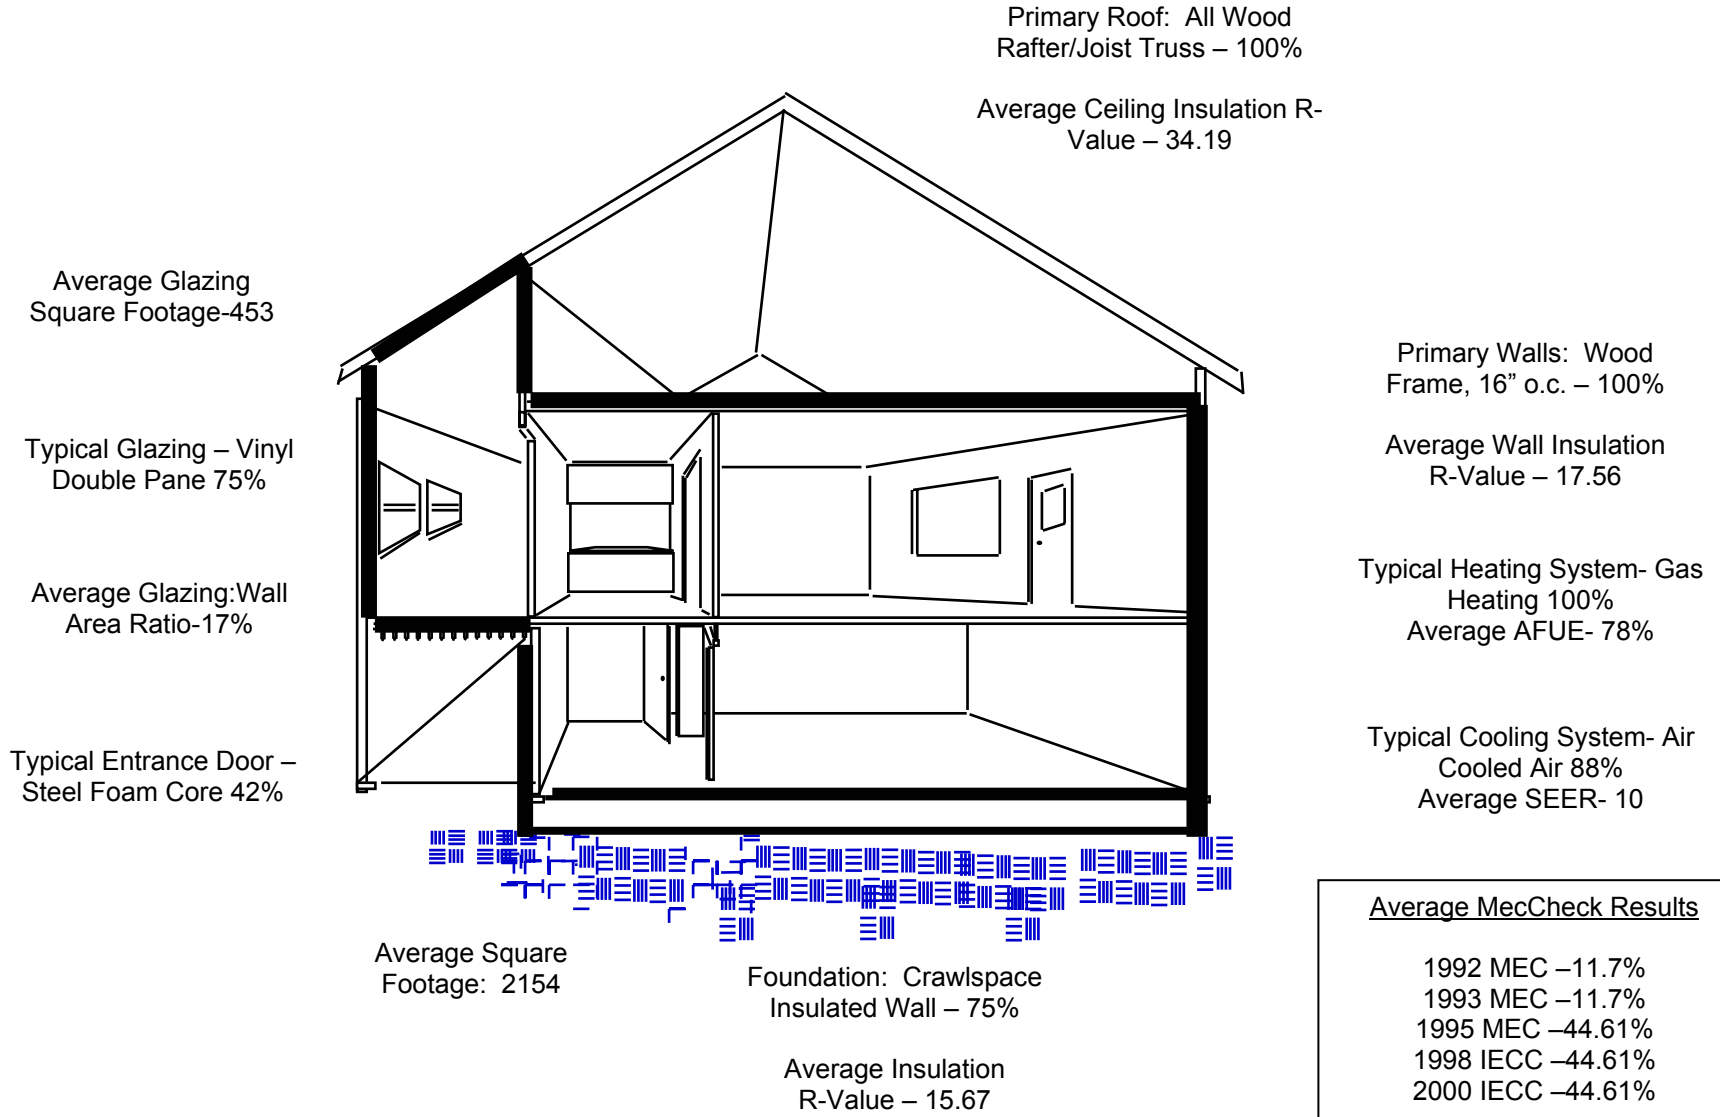 Primary Roof:  All Wood
Rafter/Joist Truss – 100%
Average Ceiling Insulation R-
Value – 34.19
Average Glazing
Square Footage-453
Typical Glazing – Vinyl
Double Pane 75%
Average Glazing:Wall
Area Ratio-17%
Typical Entrance Door –
Steel Foam Core 42%
Primary Walls:  Wood
Frame, 16” o.c. – 100%
Average Wall Insulation
R-Value – 17.56
Typical Heating System- Gas
Heating 100%
Average AFUE- 78%
Typical Cooling System- Air
Cooled Air 88%
Average SEER- 10
Average Square
Footage:  2154
Foundation:  Crawlspace
Insulated Wall – 75%
Average Insulation
R-Value – 15.67
Average MecCheck Results
1992 MEC –11.7%
1993 MEC –11.7%
1995 MEC –44.61%
1998 IECC –44.61%
2000 IECC –44.61%